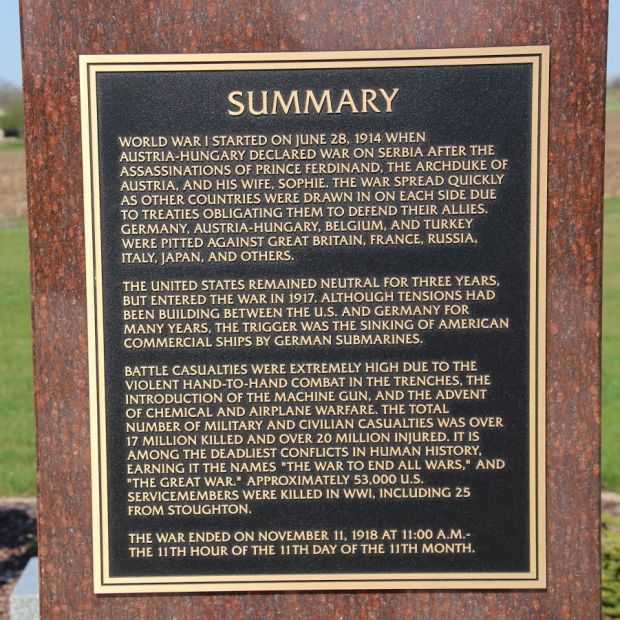 SUMMARY
WORLD WAR I STARTED ON JUNE 28, 1914 WHEN
AUSTRIA-HUNGARY DECLARED WAR ON SERBIA AFTER THE
ASSASSINATIONS OF PRINCE FERDINAND, THE ARCHDUKE OF
AUSTRIA, AND HIS WIFE, SOPHIE. THE WAR SPREAD QUICKLY
AS OTHER COUNTRIES WERE DRAWN IN ON EACH SIDE DUE
TO TREATIES OBLIGATING THEM TO DEFEND THEIR ALLIES.
GERMANY, AUSTRIA-HUNGARY, BELGIUM, AND TURKEY
WERE PITTED AGAINST GREAT BRITAIN, FRANCE, RUSSIA,
ITALY, JAPAN, AND OTHERS.
THE UNITED STATES REMAINED NEUTRAL FOR THREE YEARS,
BUT ENTERED THE WAR IN 1917. ALTHOUGH TENSIONS HAD
BEEN BUILDING BETWEEN THE U.S. AND GERMANY FOR
MANY YEARS, THE TRIGGER WAS THE SINKING OF AMERICAN
COMMERCIAL SHIPS BY GERMAN SUBMARINES.
BATTLE CASUALTIES WERE EXTREMELY HIGH DUE TO THE
VIOLENT HAND-TO-HAND COMBAT IN THE TRENCHES, THE
INTRODUCTION OF THE MACHINE GUN, AND THE ADVENT
OF CHEMICAL AND AIRPLANE WARFARE. THE TOTAL
NUMBER OF MILITARY AND CIVILIAN CASUALTIES WAS OVER
17 MILLION KILLED AND OVER 20 MILLION INJURED. IT IS
AMONG THE DEADLIEST CONFLICTS IN HUMAN HISTORY,
EARNING IT THE NAMES "THE WAR TO END ALL WARS," AND
"THE GREAT WAR." APPROXIMATELY 53,000 U.S.
SERVICEMEMBERS WERE KILLED IN WWI, INCLUDING 25
FROM STOUGHTON.
THE WAR ENDED ON NOVEMBER 11, 1918 AT 11:00 A.M.-
THE 11TH HOUR OF THE 11TH DAY OF THE 11TH MONTH.